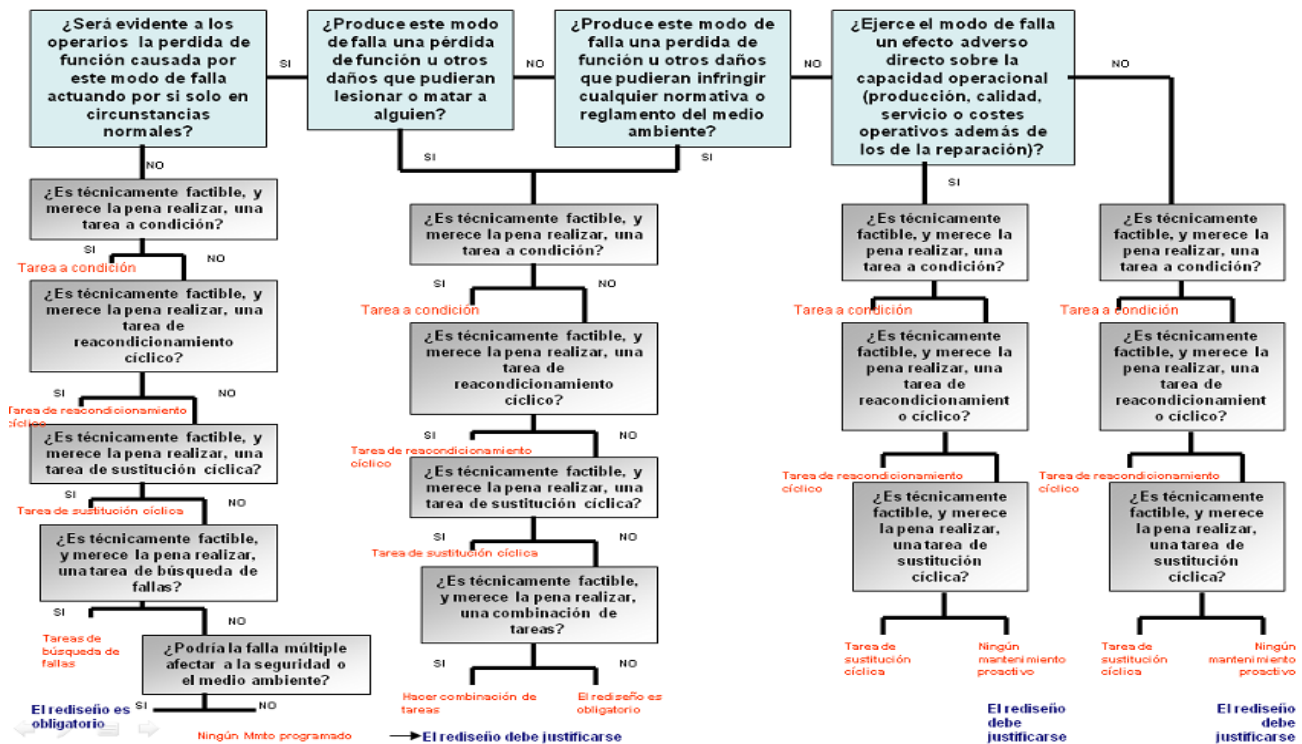 ¿Será evidente a los
operarios la perdida de
función causada por
este modo de falla
actuando por si solo en
circunstancias
normales?
SI
¿Produce este modo
de falla una pérdida
de función u otros
daños que pudieran
lesionar o matar a
alguien?
NO
¿Produce este modo de
falla una perdida de
función u otros daños
que pudieran infringir
cualquier normativa o
reglamento del medio
ambiente?
NO
¿Ejerce el modo de falla
un efecto adverso
directo sobre la
capacidad operacional
(producción, calidad,
servicio o costes
operativos además de
los de la reparación)?
NO
NO
SI
SI
SI
¿Es técnicamente factible, y
merece la pena realizar, una
tarea a condición?
SI
NO
Tarea a condición
¿Es técnicamente factible, y
merece la pena realizar, una
tarea de
reacondicionamiento
cíclico?
SI
NO
Tarea de reacondicionamiento
cíclico
¿Es técnicamente factible, y
merece la pena realizar, una
tarea de sustitución cíclica?
SI
NO
Tarea de sustitución cíclica
¿Es técnicamente factible,
y merece la pena realizar,
una tarea de búsqueda de
fallas?
SI
NO
Tareas de
búsqueda de
fallas
¿Podría la falla múltiple
afectar a la seguridad o
el medio ambiente?
SI
NO
El rediseño es
obligatorio
Ningún Mmto programado
El rediseño debe justificarse
¿Es técnicamente factible, y
merece la pena realizar, una
tarea a condición?
SI
NO
Tarea a condición
¿Es técnicamente factible, y
merece la pena realizar, una
tarea de
reacondicionamiento
cíclico?
SI
NO
Tarea de reacondicionamiento
cíclico
¿Es técnicamente factible, y
merece la pena realizar, una
tarea de sustitución cíclica?
SI
NO
Tarea de sustitución cíclica
¿Es técnicamente factible,
y merece la pena realizar,
una combinación de
tareas?
SI
NO
Hacer combinación de
tareas
El rediseño es
obligatorio
¿Es técnicamente
factible, y merece la
pena realizar, una
tarea a condición?
Tarea a condición
¿Es técnicamente
factible, y merece la
pena realizar, una
tarea de
reacondicionamient
o cíclico?
Tarea de reacondicionamiento
cíclico
¿Es técnicamente
factible, y merece
la pena realizar,
una tarea de
sustitución
cíclica?
Tarea de
sustitución
cíclica
Ningún
mantenimiento
proactivo
El rediseño
debe
justificarse
¿Es técnicamente
factible, y merece la
pena realizar, una
tarea a condición?
Tarea a condición
¿Es técnicamente
factible, y merece la
pena realizar, una
tarea de
reacondicionamient
o cíclico?
Tarea de reacondicionamiento
cíclico
¿Es técnicamente
factible, y merece
la pena realizar,
una tarea de
sustitución
cíclica?
Tarea de
sustitución
cíclica
Ningún
mantenimiento
proactivo
El rediseño
debe
justificarse